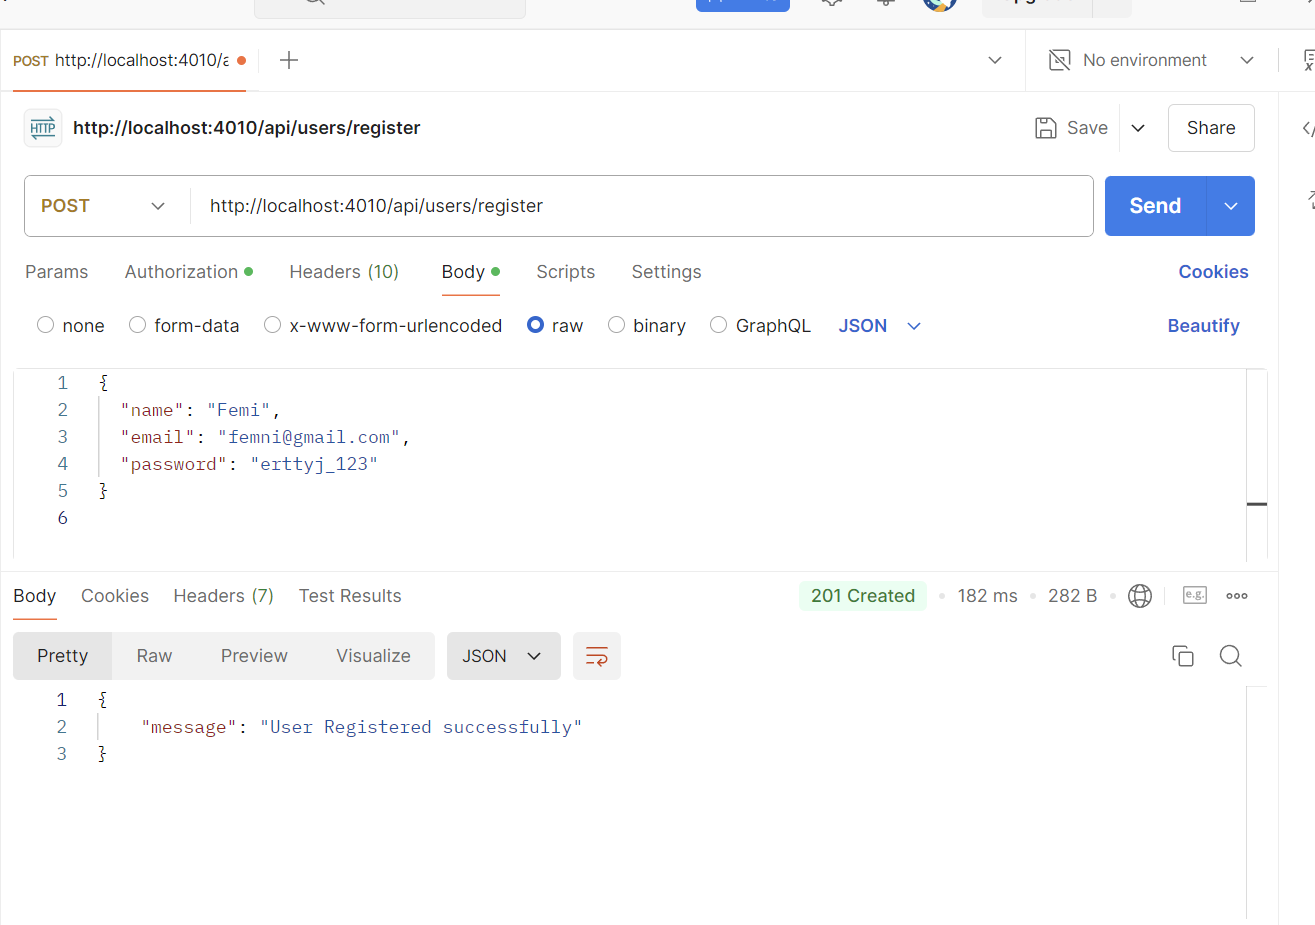 POST http://localhost:4010/a
No environment
HTTP http://localhost:4010/api/users/register
Save
Share
POST http://localhost:4010/api/users/register
Send
Params Authorization Headers (10) Body Scripts Settings Cookies
none form-data x-www-form-urlencoded raw binary GraphQL JSON Beautify
1 {
2 "name": "Femi",
3 "email": "femni@gmail.com",
4 "password": "erttyj_123"
5 }
6
Body Cookies Headers (7) Test Results 201 Created • 182 ms • 282 B • e.g.
Pretty Raw Preview Visualize JSON
1 {
2 "message": "User Registered successfully"
3 }